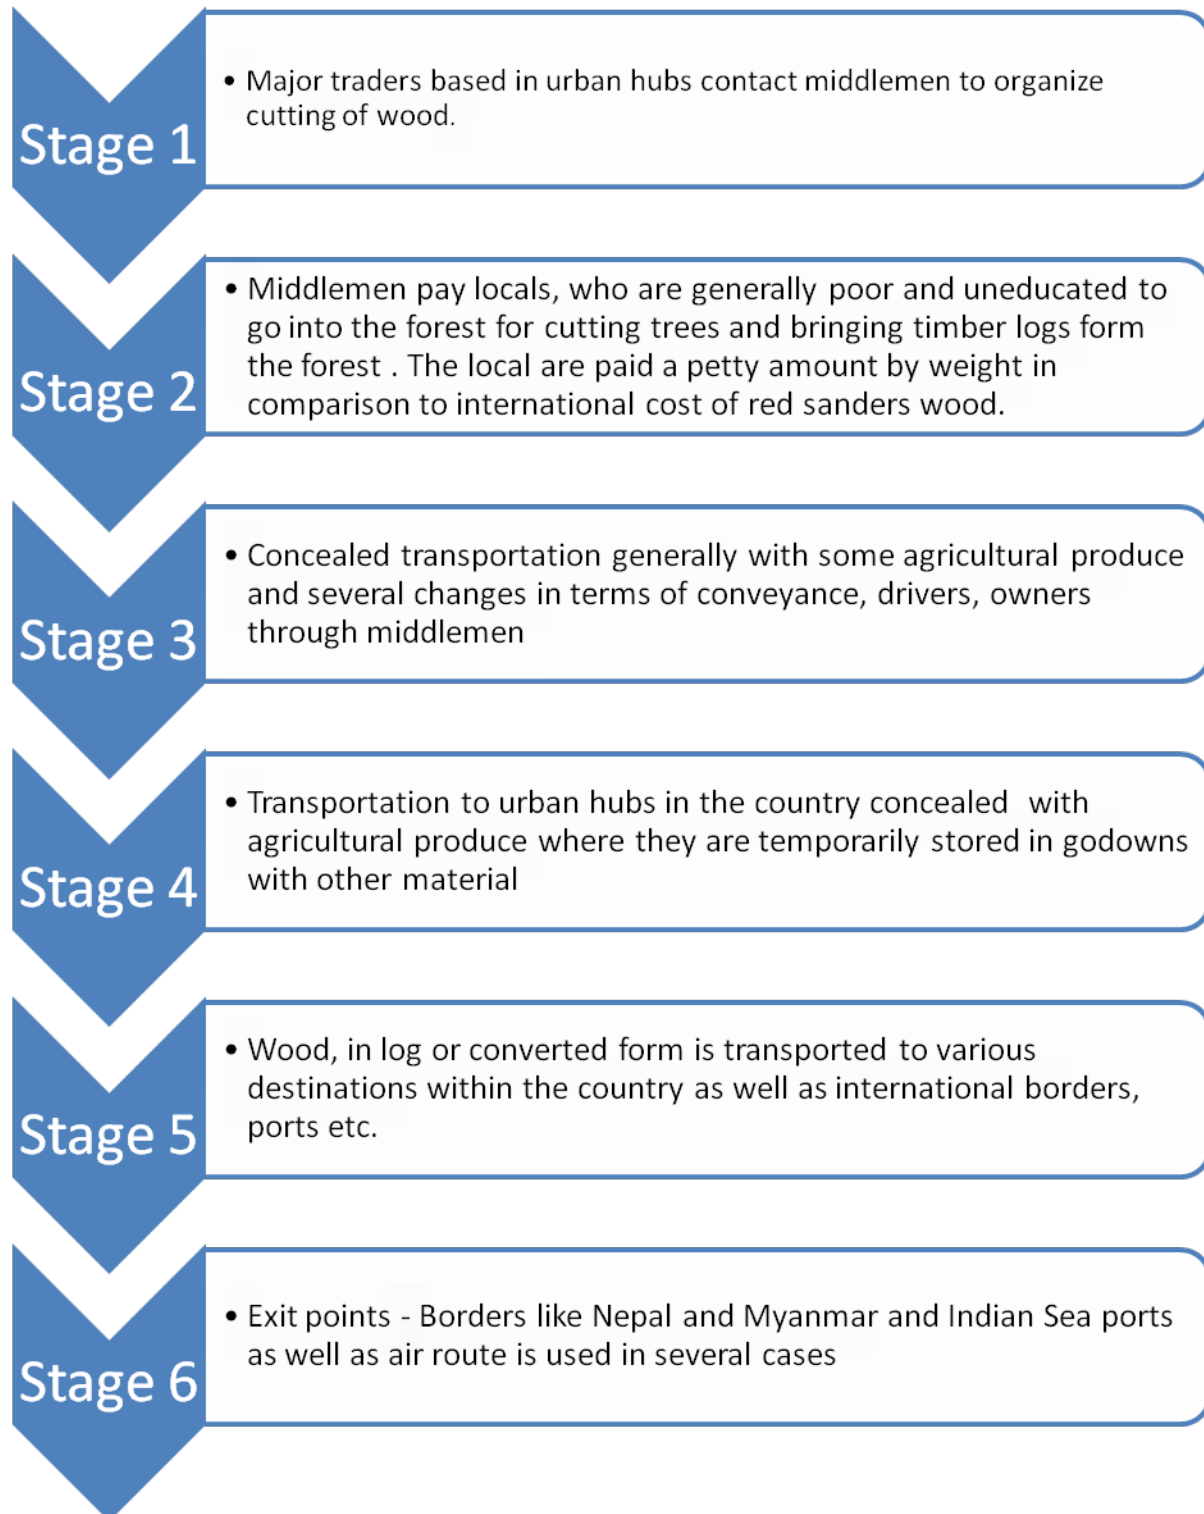 Stage 1
• Major traders based in urban hubs contact middlemen to organize
cutting of wood.
Stage 2
• Middlemen pay locals, who are generally poor and uneducated to
go into the forest for cutting trees and bringing timber logs form
the forest . The local are paid a petty amount by weight in
comparison to international cost of red sanders wood.
Stage 3
• Concealed transportation generally with some agricultural produce
and several changes in terms of conveyance, drivers, owners
through middlemen
Stage 4
• Transportation to urban hubs in the country concealed  with
agricultural produce where they are temporarily stored in godowns
with other material
Stage 5
• Wood, in log or converted form is transported to various
destinations within the country as well as international borders,
ports etc.
Stage 6
• Exit points - Borders like Nepal and Myanmar and Indian Sea ports
as well as air route is used in several cases